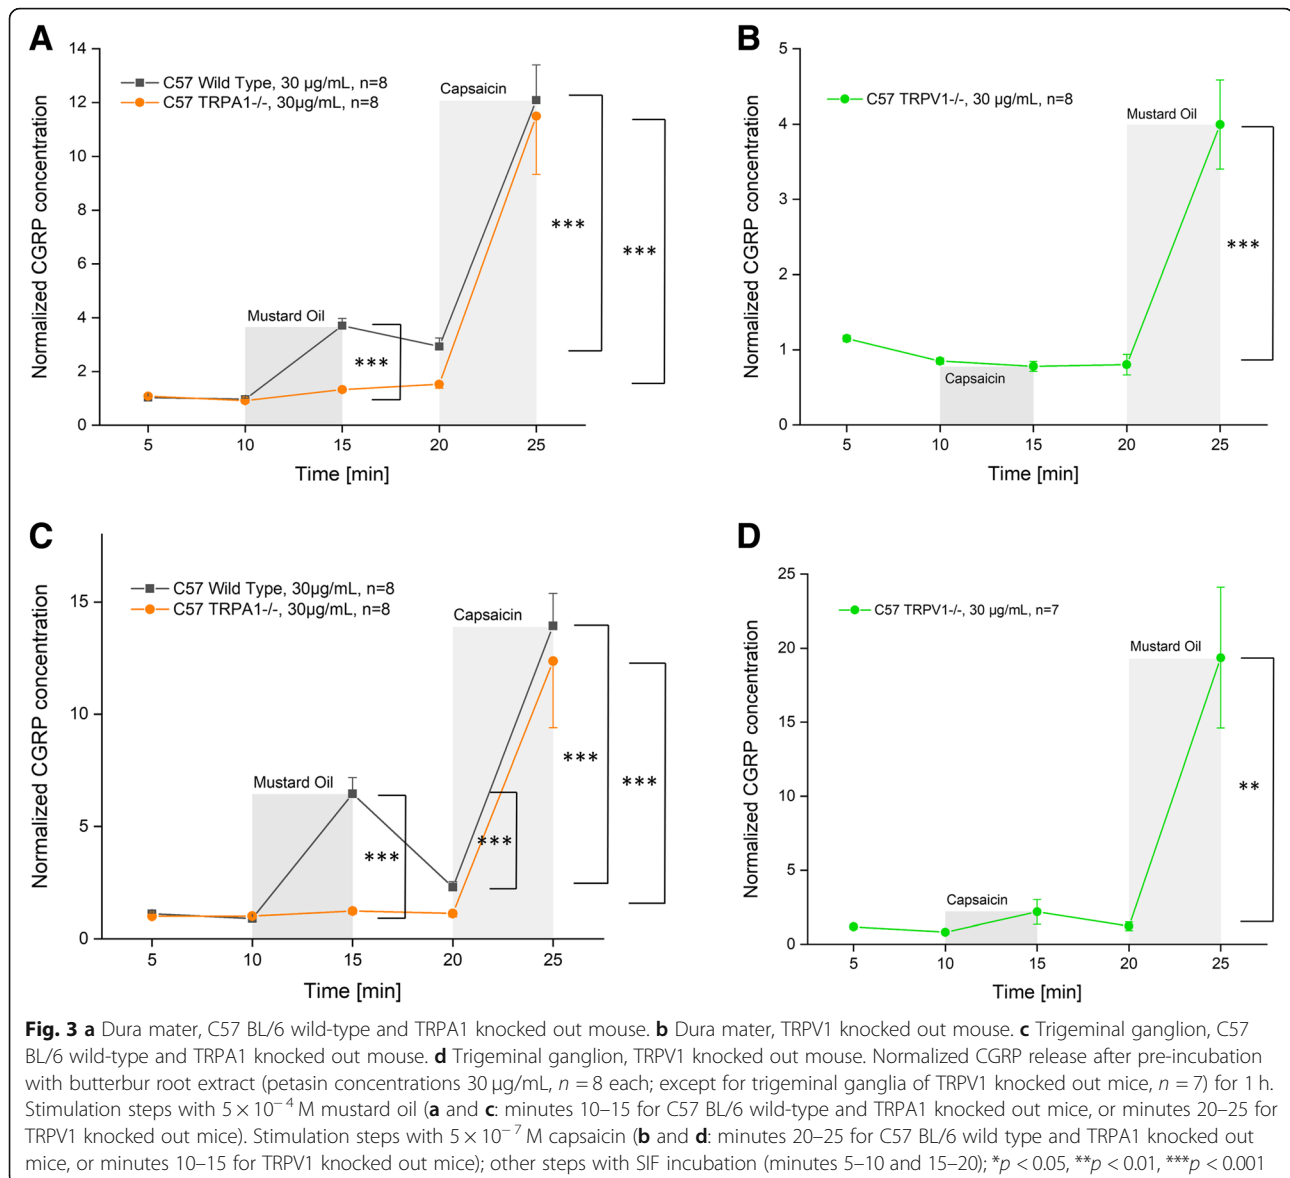 A
Normalized CGRP concentration
14
12
10
8
6
4
2
0
C57 Wild Type, 30 µg/mL, n=8
C57 TRPA1-/-, 30µg/mL, n=8
Capsaicin
Mustard Oil
***
***
***
5 10 15 20 25
Time [min]
B
Normalized CGRP concentration
5
4
3
2
1
0
C57 TRPV1-/-, 30 µg/mL, n=8
Mustard Oil
Capsaicin
***
5 10 15 20 25
Time [min]
C
Normalized CGRP concentration
15
10
5
0
C57 Wild Type, 30µg/mL, n=8
C57 TRPA1-/-, 30µg/mL, n=8
Capsaicin
Mustard Oil
***
***
***
***
5 10 15 20 25
Time [min]
D
Normalized CGRP concentration
25
20
15
10
5
0
C57 TRPV1-/-, 30 µg/mL, n=7
Mustard Oil
Capsaicin
**
5 10 15 20 25
Time [min]
Fig. 3 a Dura mater, C57 BL/6 wild-type and TRPA1 knocked out mouse. b Dura mater, TRPV1 knocked out mouse. c Trigeminal ganglion, C57
BL/6 wild-type and TRPA1 knocked out mouse. d Trigeminal ganglion, TRPV1 knocked out mouse. Normalized CGRP release after pre-incubation
with butterbur root extract (petasin concentrations 30 µg/mL, n = 8 each; except for trigeminal ganglia of TRPV1 knocked out mice, n = 7) for 1 h.
Stimulation steps with 5 × 10⁻⁴ M mustard oil (a and c: minutes 10–15 for C57 BL/6 wild-type and TRPA1 knocked out mice, or minutes 20–25 for
TRPV1 knocked out mice). Stimulation steps with 5 × 10⁻⁷ M capsaicin (b and d: minutes 20–25 for C57 BL/6 wild type and TRPA1 knocked out
mice, or minutes 10–15 for TRPV1 knocked out mice); other steps with SIF incubation (minutes 5–10 and 15–20); *p < 0.05, **p < 0.01, ***p < 0.001